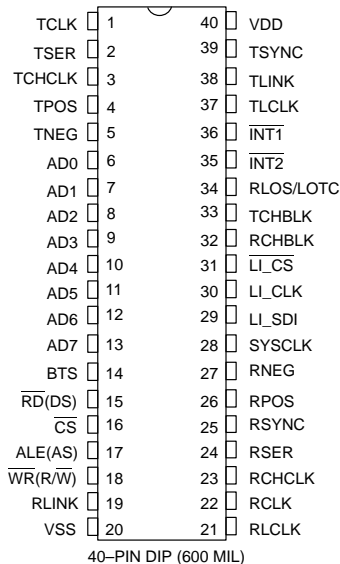 TCLK 1 40 VDD
TSER 2 39 TSYNC
TCHCLK 3 38 TLINK
TPOS 4 37 TLCLK
TNEG 5 36 INT1
AD0 6 35 INT2
AD1 7 34 RLOS/LOTC
AD2 8 33 TCHBLK
AD3 9 32 RCHBLK
AD4 10 31 LI_CS
AD5 11 30 LI_CLK
AD6 12 29 LI_SDI
AD7 13 28 SYSCLK
BTS 14 27 RNEG
RD(DS) 15 26 RPOS
CS 16 25 RSYNC
ALE(AS) 17 24 RSER
WR(R/W) 18 23 RCHCLK
RLINK 19 22 RCLK
VSS 20 21 RLCLK
40–PIN DIP (600 MIL)